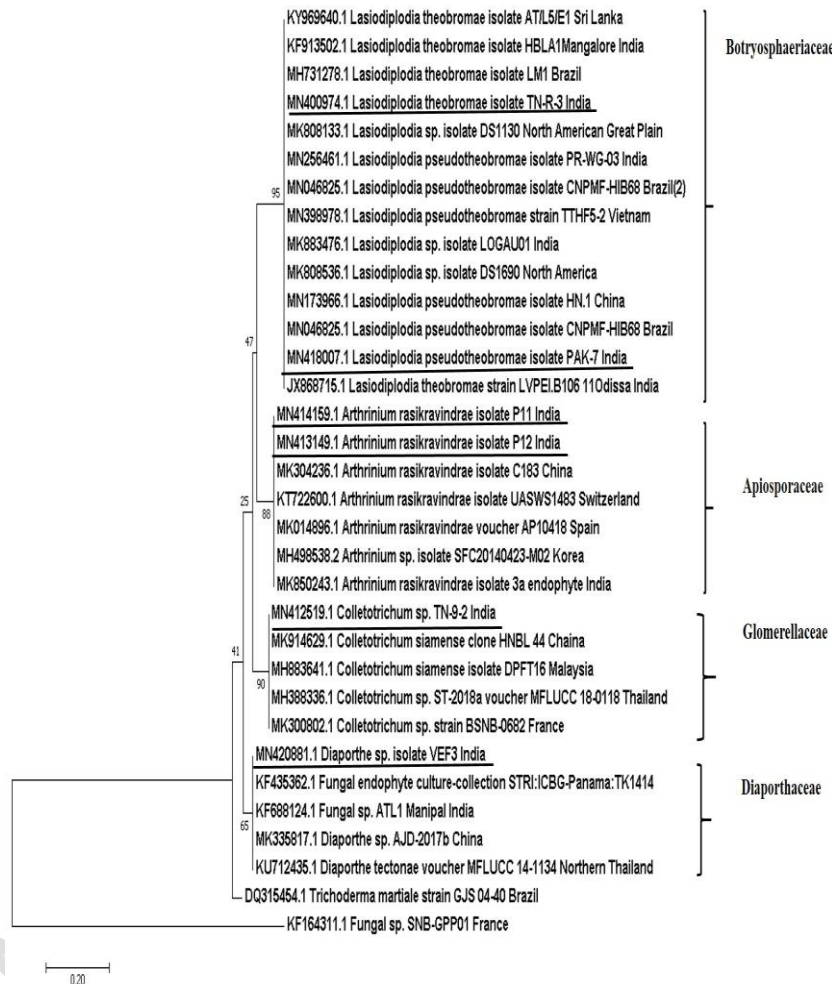 KY969640.1 Lasiodiplodia theobromae isolate AT/L5/E1 Sri Lanka
KF913502.1 Lasiodiplodia theobromae isolate HBLA1Mangalore India
Botryosphaeriaceae
MH731278.1 Lasiodiplodia theobromae isolate LM1 Brazil
MN400974.1 Lasiodiplodia theobromae isolate TN-R-3 India
MK808133.1 Lasiodiplodia sp. isolate DS1130 North American Great Plain
MN256461.1 Lasiodiplodia pseudotheobromae isolate PR-WG-03 India
MN046825.1 Lasiodiplodia pseudotheobromae isolate CNPMF-HIB68 Brazil(2)
95
MN398978.1 Lasiodiplodia pseudotheobromae strain TTHF5-2 Vietnam
MK883476.1 Lasiodiplodia sp. isolate LOGAU01 India
MK808536.1 Lasiodiplodia sp. isolate DS1690 North America
MN173966.1 Lasiodiplodia pseudotheobromae isolate HN.1 China
MN046825.1 Lasiodiplodia pseudotheobromae isolate CNPMF-HIB68 Brazil
47
MN418007.1 Lasiodiplodia pseudotheobromae isolate PAK-7 India
JX868715.1 Lasiodiplodia theobromae strain LVPEI.B106 11Odissa India
MN414159.1 Arthrinium rasikravindrae isolate P11 India
MN413149.1 Arthrinium rasikravindrae isolate P12 India
MK304236.1 Arthrinium rasikravindrae isolate C183 China
Apiosporaceae
25
KT722600.1 Arthrinium rasikravindrae isolate UASWS1483 Switzerland
88
MK014896.1 Arthrinium rasikravindrae voucher AP10418 Spain
MH498538.2 Arthrinium sp. isolate SFC20140423-M02 Korea
MK850243.1 Arthrinium rasikravindrae isolate 3a endophyte India
MN412519.1 Colletotrichum sp. TN-9-2 India
Glomerellaceae
MK914629.1 Colletotrichum siamense clone HNBL 44 Chaina
41
MH883641.1 Colletotrichum siamense isolate DPFT16 Malaysia
90
MH388336.1 Colletotrichum sp. ST-2018a voucher MFLUCC 18-0118 Thailand
MK300802.1 Colletotrichum sp. strain BSNB-0682 France
MN420881.1 Diaporthe sp. isolate VEF3 India
KF435362.1 Fungal endophyte culture-collection STRI:ICBG-Panama:TK1414
Diaporthaceae
KF688124.1 Fungal sp. ATL1 Manipal India
65
MK335817.1 Diaporthe sp. AJD-2017b China
KU712435.1 Diaporthe tectonae voucher MFLUCC 14-1134 Northern Thailand
DQ315454.1 Trichoderma martiale strain GJS 04-40 Brazil
KF164311.1 Fungal sp. SNB-GPP01 France
0.20